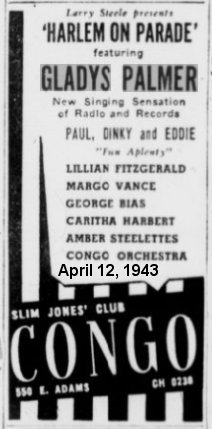 Larry Steele presents
'HARLEM ON PARADE'
featuring
GLADYS PALMER
New Singing Sensation
of Radio and Records
PAUL, DINKY and EDDIE
"Fun Aplenty"
LILLIAN FITZGERALD
MARGO VANCE
GEORGE BIAS
CARITHA HARBERT
AMBER STEELETTES
CONGO ORCHESTRA
April 12, 1943
SLIM JONES' CLUB
CONGO
550 E. ADAMS CH 0238